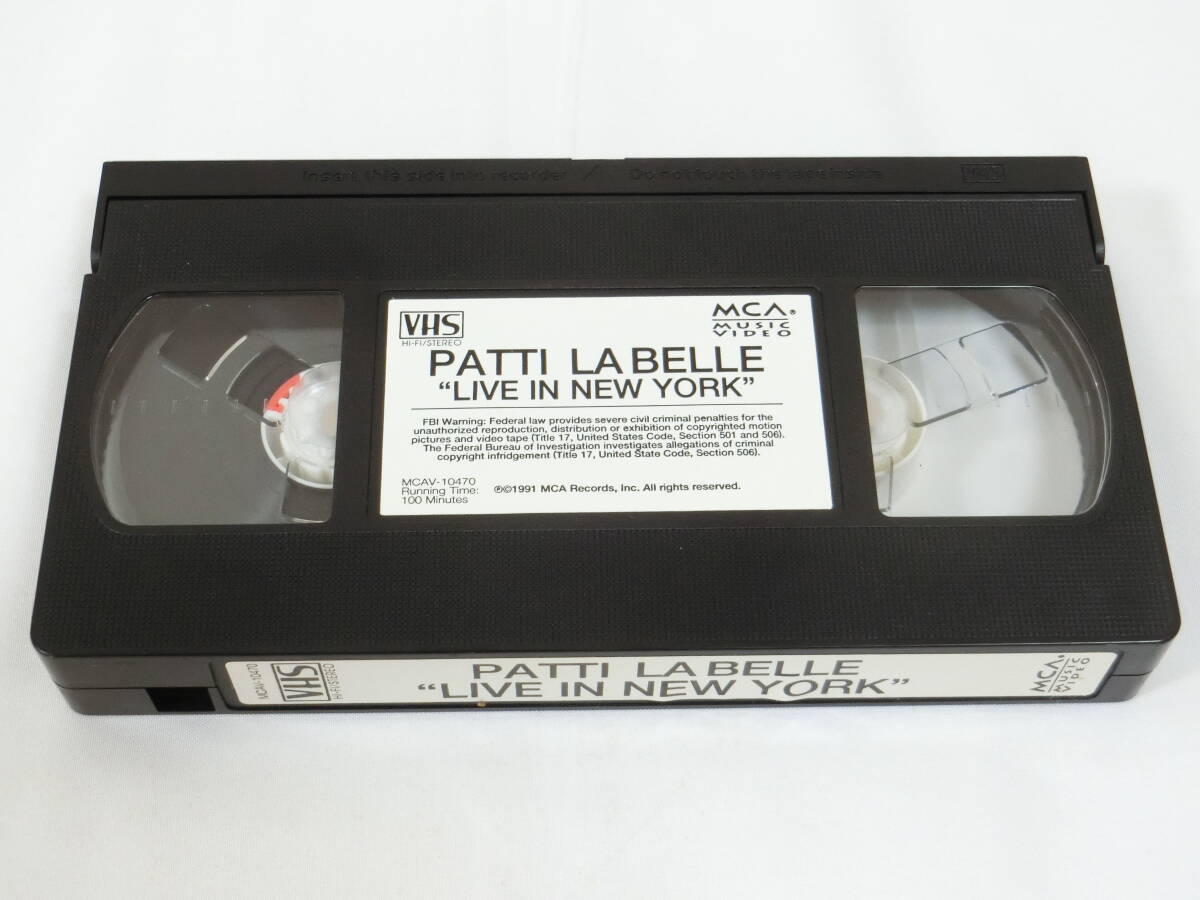 Insert this side into recorder / Do not touch the tape inside
VHS
HI-FI/STEREO
MCA®
MUSIC
VIDEO
PATTI LABELLE
“LIVE IN NEW YORK”
FBI Warning: Federal law provides severe civil criminal penalties for the
unauthorized reproduction, distribution or exhibition of copyrighted motion
pictures and video tape (Title 17, United States Code, Section 501 and 506).
The Federal Bureau of Investigation investigates allegations of criminal
copyright infridgement (Title 17, United State Code, Section 506).
MCAV-10470
Running Time:
100 Minutes
℗©1991 MCA Records, Inc. All rights reserved.
MCAV-10470
VHS
HI-FI/STEREO
PATTI LABELLE
“LIVE IN NEW YORK”
MCA®
MUSIC
VIDEO